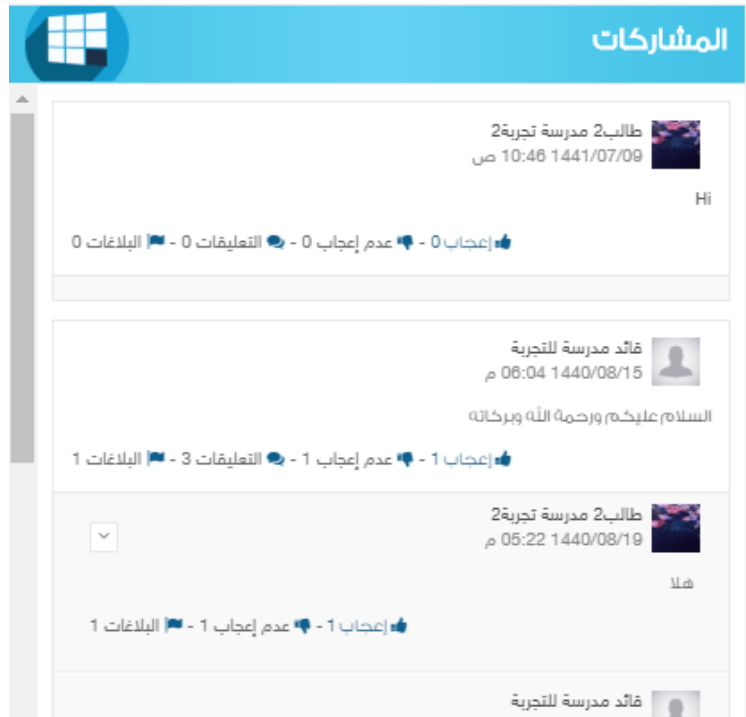 المشاركات
طالب2 مدرسة تجربة2
1441/07/09 10:46 ص
Hi
إعجاب 0 - عدم إعجاب 0 - التعليقات 0 - البلاغات 0
قائد مدرسة للتجربة
1440/08/15 06:04 م
السلام عليكم ورحمة الله وبركاته
إعجاب 1 - عدم إعجاب 1 - التعليقات 3 - البلاغات 1
طالب2 مدرسة تجربة2
1440/08/19 05:22 م
هلا
إعجاب 1 - عدم إعجاب 1 - البلاغات 1
قائد مدرسة للتجربة